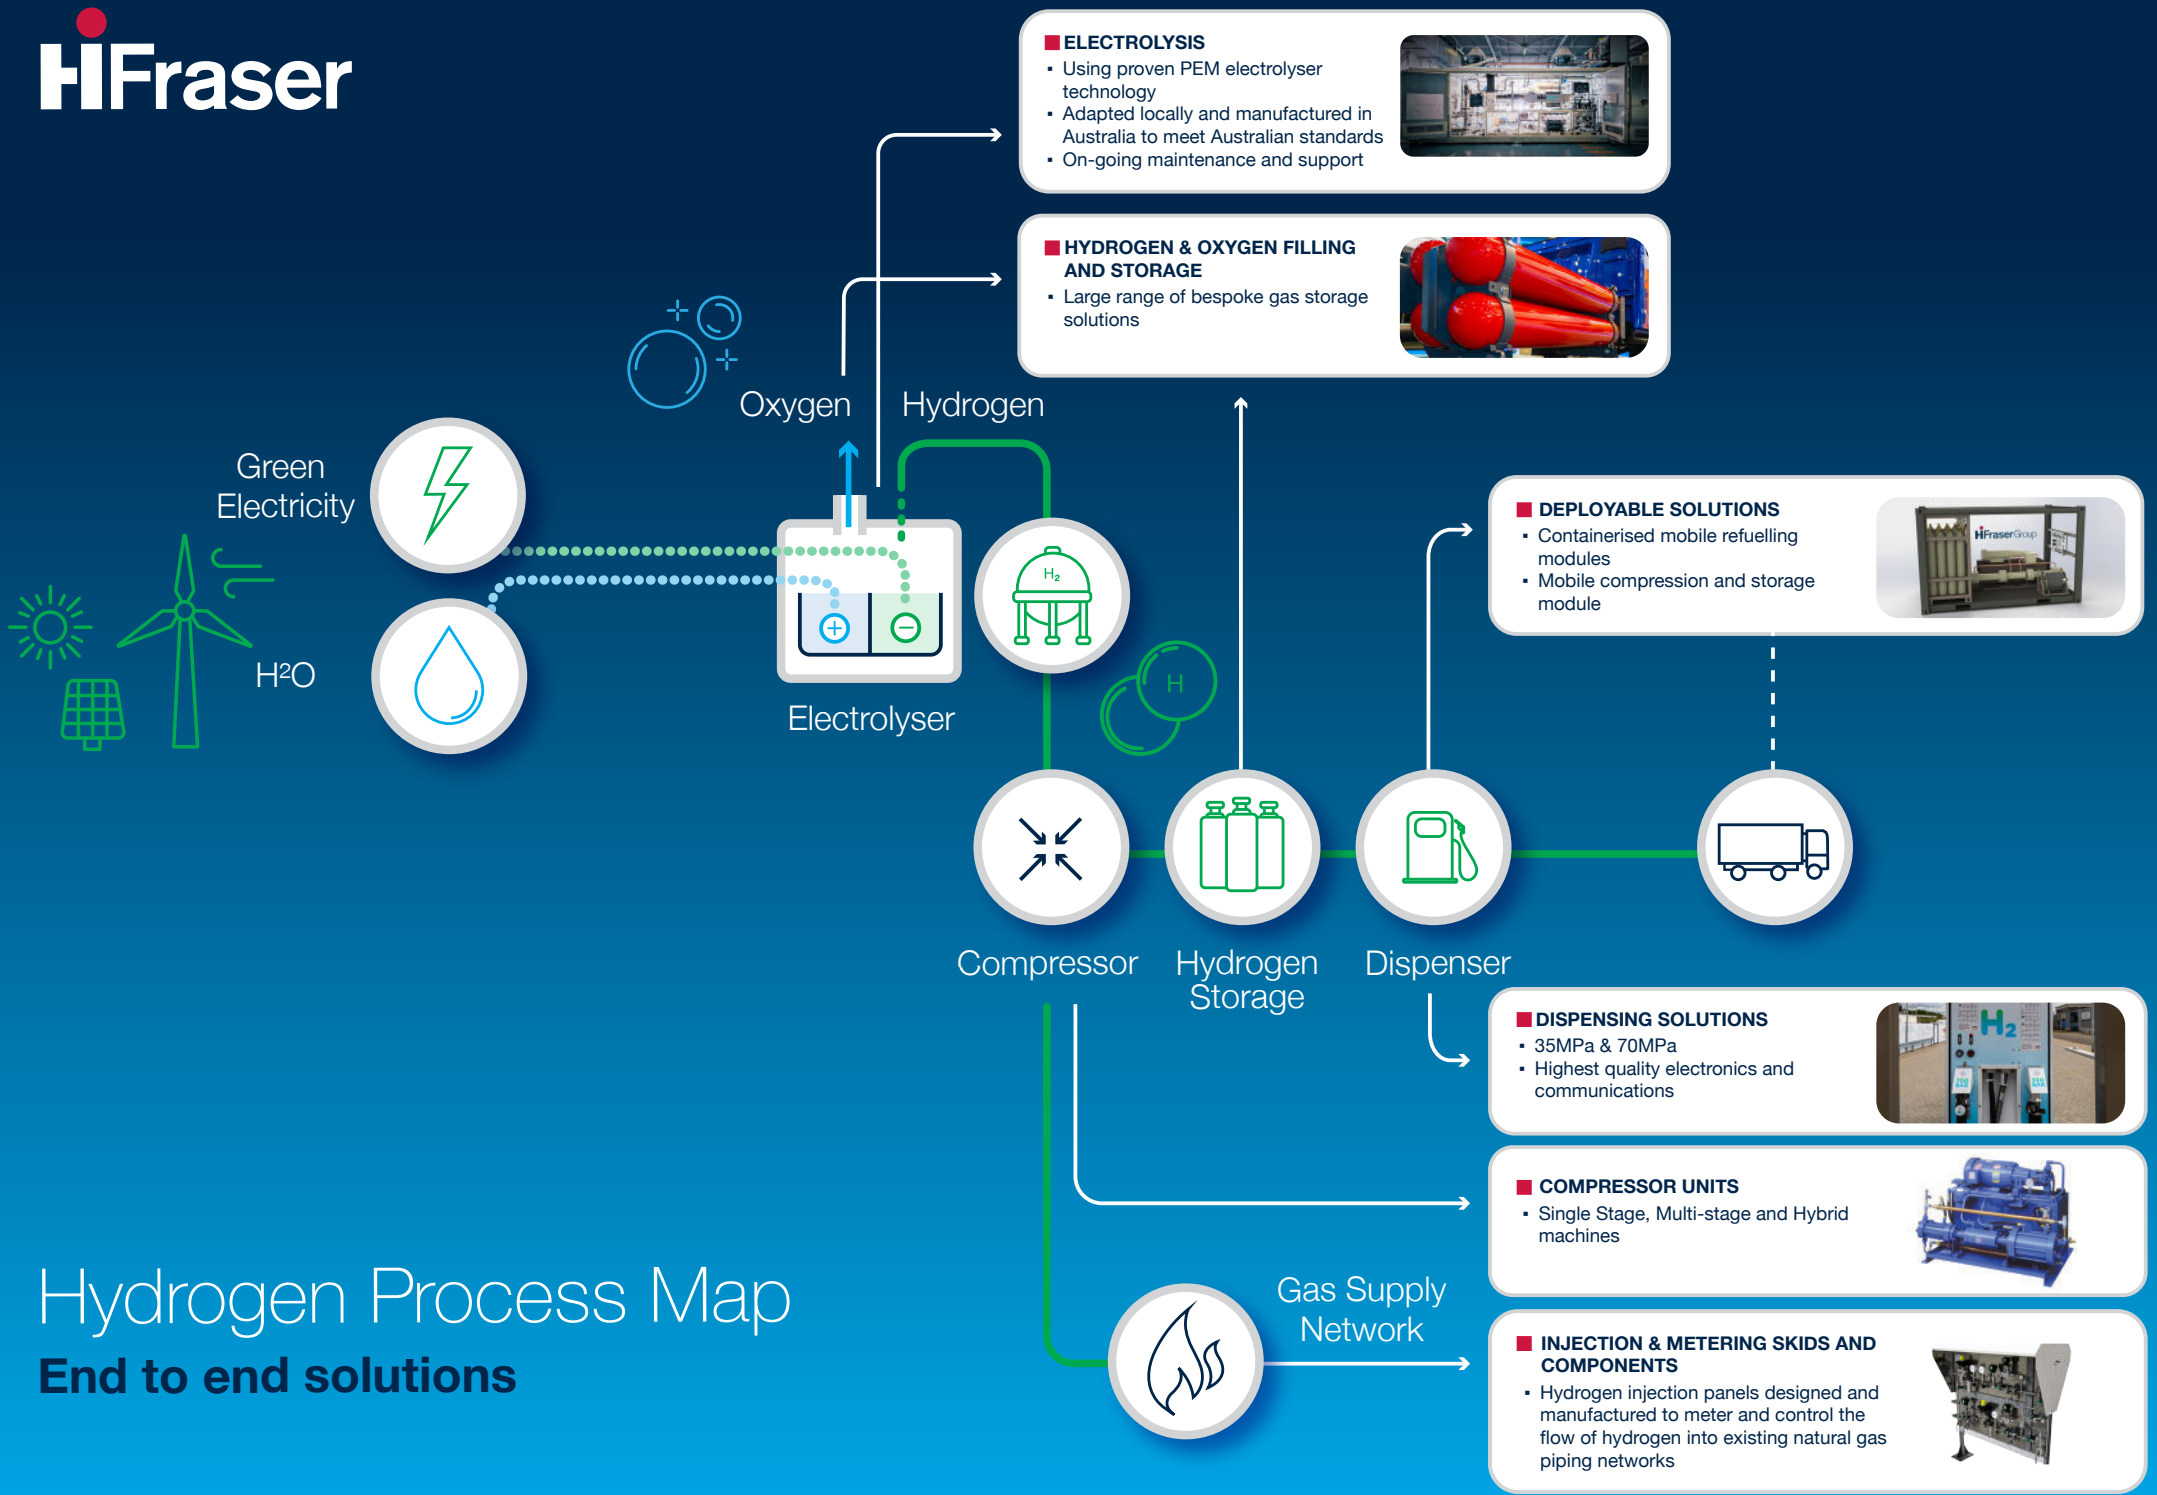 HFraser
ELECTROLYSIS
▪ Using proven PEM electrolyser
technology
▪ Adapted locally and manufactured in
Australia to meet Australian standards
▪ On-going maintenance and support
HYDROGEN & OXYGEN FILLING
AND STORAGE
▪ Large range of bespoke gas storage
solutions
Oxygen
Hydrogen
Green
Electricity
H²O
H₂
H
Electrolyser
DEPLOYABLE SOLUTIONS
▪ Containerised mobile refuelling
modules
▪ Mobile compression and storage
module
HFraser Group
Compressor
Hydrogen
Storage
Dispenser
DISPENSING SOLUTIONS
▪ 35MPa & 70MPa
▪ Highest quality electronics and
communications
H2
COMPRESSOR UNITS
▪ Single Stage, Multi-stage and Hybrid
machines
Gas Supply
Network
INJECTION & METERING SKIDS AND
COMPONENTS
▪ Hydrogen injection panels designed and
manufactured to meter and control the
flow of hydrogen into existing natural gas
piping networks
Hydrogen Process Map
End to end solutions